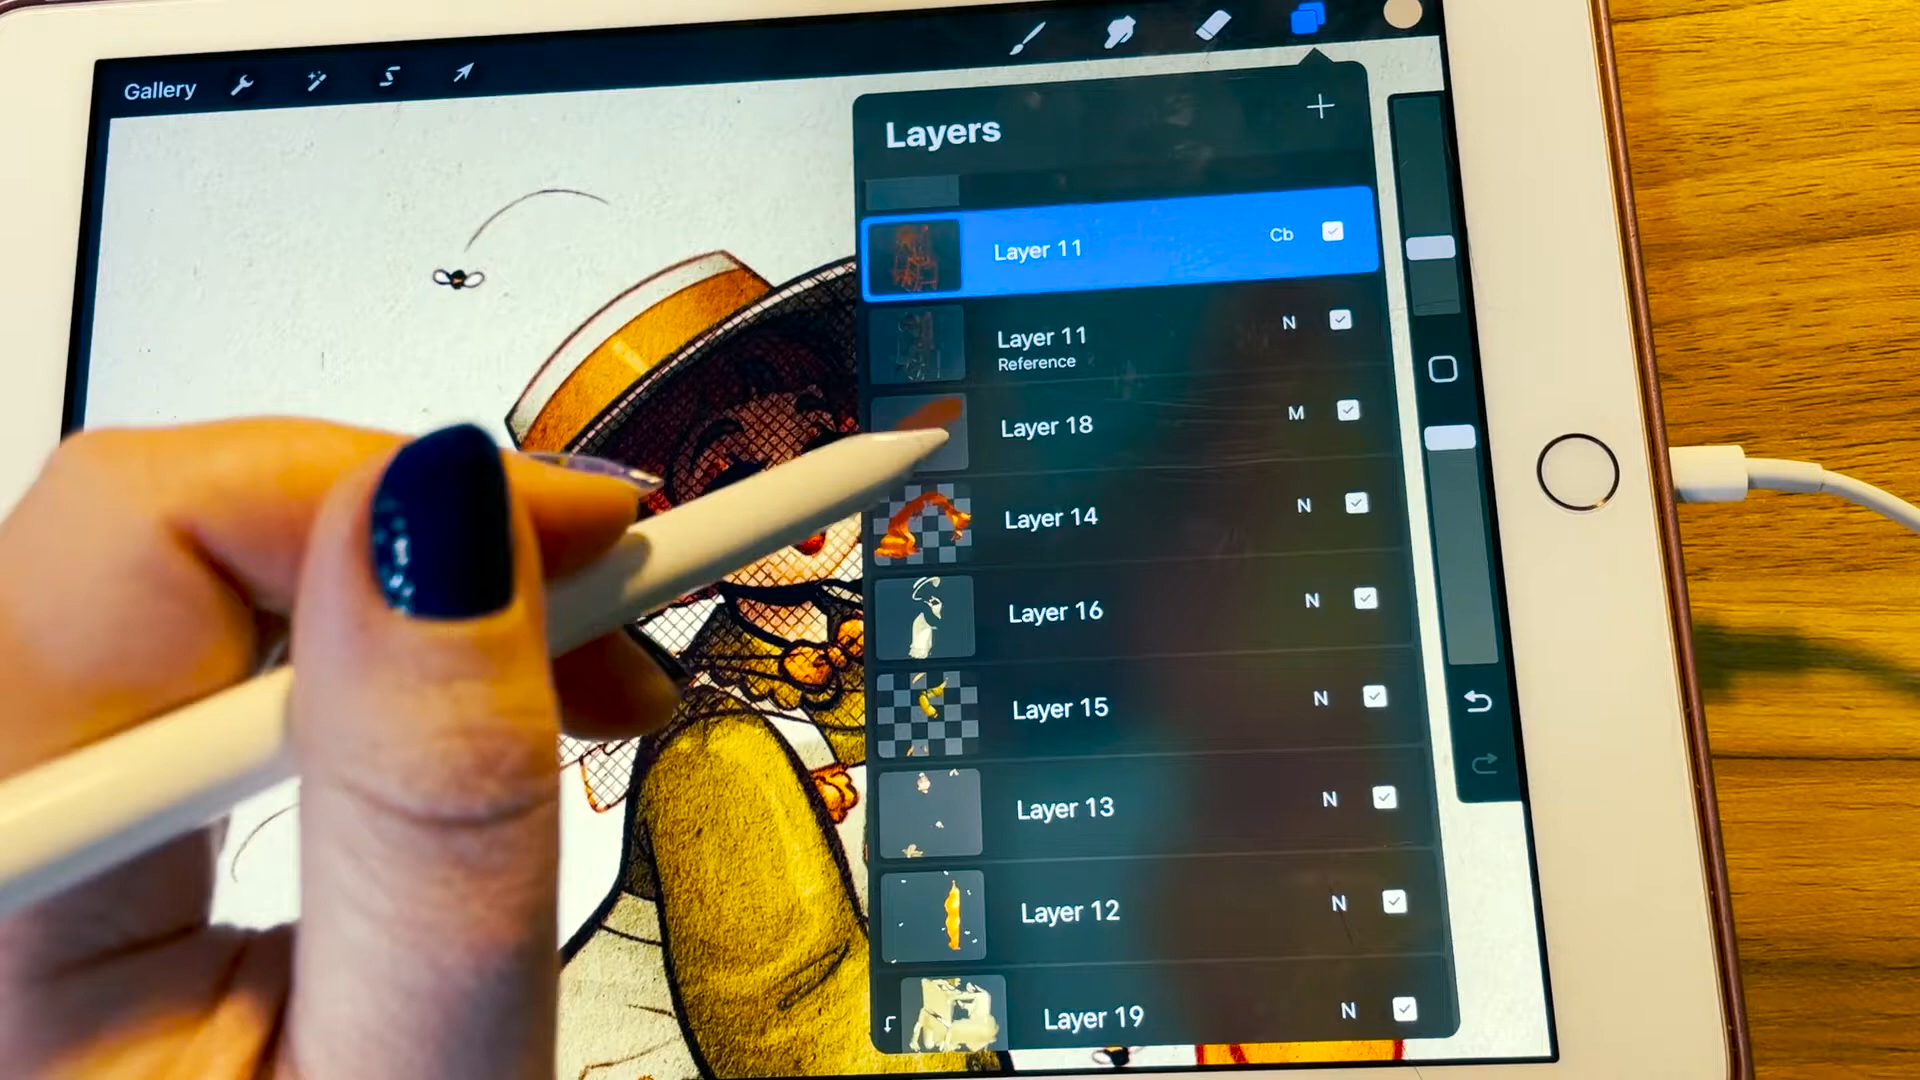 Gallery
Layers
Layer 11 Cb
Layer 11 N
Reference
Layer 18 M
Layer 14 N
Layer 16 N
Layer 15 N
Layer 13 N
Layer 12 N
Layer 19 N